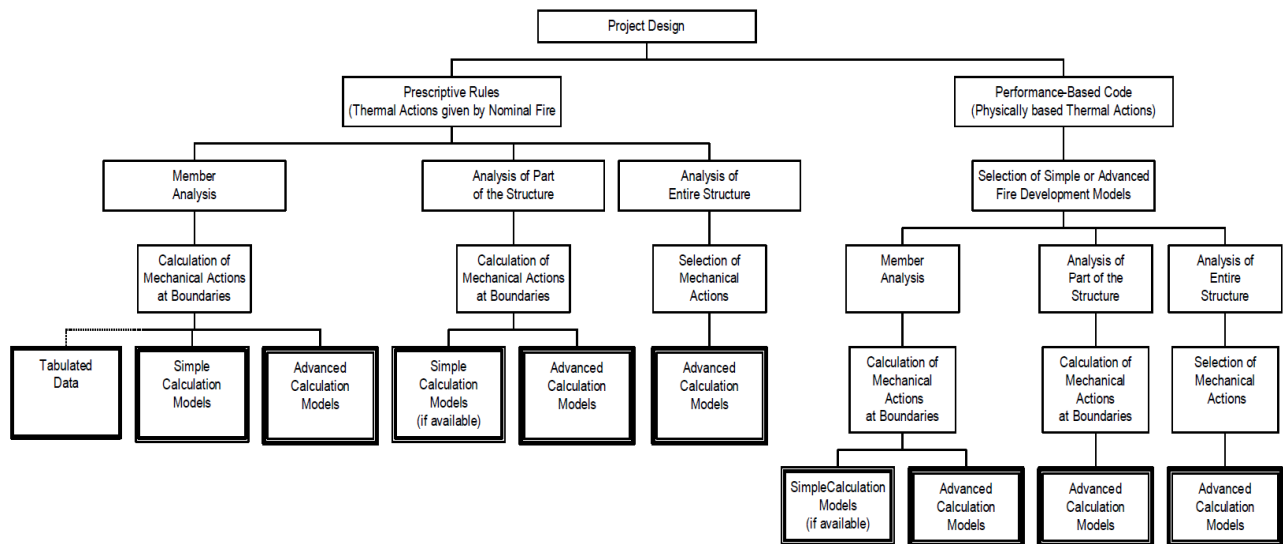 Project Design
Prescriptive Rules
(Thermal Actions given by Nominal Fire
Performance-Based Code
(Physically based Thermal Actions)
Member
Analysis
Analysis of Part
of the Structure
Analysis of
Entire Structure
Selection of Simple or Advanced
Fire Development Models
Calculation of
Mechanical Actions
at Boundaries
Calculation of
Mechanical Actions
at Boundaries
Selection of
Mechanical
Actions
Member
Analysis
Analysis of
Part of the
Structure
Analysis of
Entire
Structure
Tabulated
Data
Simple
Calculation
Models
Advanced
Calculation
Models
Simple
Calculation
Models
(if available)
Advanced
Calculation
Models
Advanced
Calculation
Models
Calculation of
Mechanical
Actions
at Boundaries
Calculation of
Mechanical
Actions
at Boundaries
Selection of
Mechanical
Actions
SimpleCalculation
Models
(if available)
Advanced
Calculation
Models
Advanced
Calculation
Models
Advanced
Calculation
Models